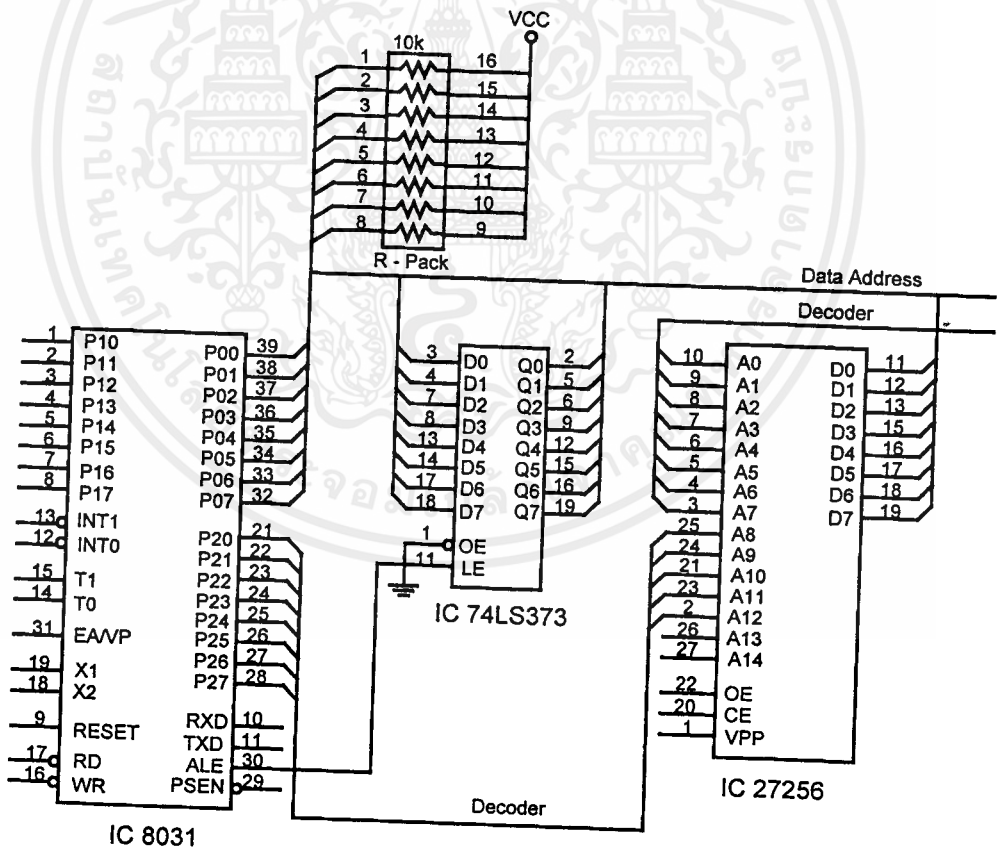 VCC
10k
1 16
2 15
3 14
4 13
5 12
6 11
7 10
8 9
R - Pack
Data Address
Decoder
1 P10 P00 39
2 P11 P01 38
3 P12 P02 37
4 P13 P03 36
5 P14 P04 35
6 P15 P05 34
7 P16 P06 33
8 P17 P07 32
13 INT1
12 INT0
15 T1
14 T0
31 EA/VP
19 X1
18 X2
9 RESET
17 RD
16 WR
P20 21
P21 22
P22 23
P23 24
P24 25
P25 26
P26 27
P27 28
RXD 10
TXD 11
ALE 30
PSEN 29
IC 8031
3 D0 Q0 2
4 D1 Q1 5
7 D2 Q2 6
8 D3 Q3 9
13 D4 Q4 12
14 D5 Q5 15
17 D6 Q6 16
18 D7 Q7 19
1 OE
11 LE
IC 74LS373
10 A0 D0 11
9 A1 D1 12
8 A2 D2 13
7 A3 D3 15
6 A4 D4 16
5 A5 D5 17
4 A6 D6 18
3 A7 D7 19
25 A8
24 A9
21 A10
23 A11
2 A12
26 A13
27 A14
22 OE
20 CE
1 VPP
IC 27256
Decoder